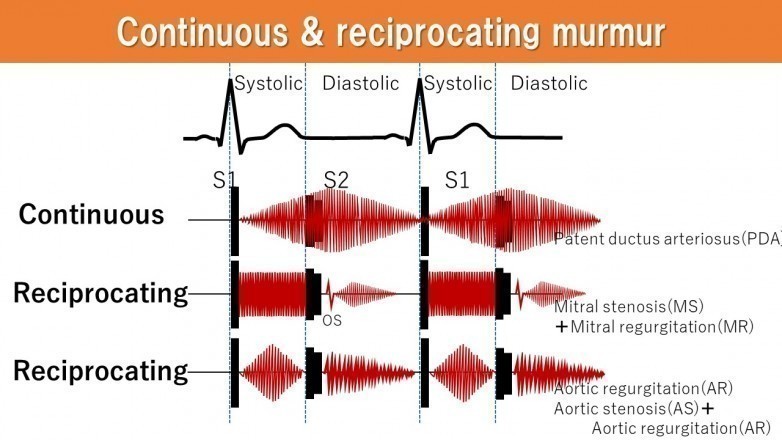 Continuous & reciprocating murmur
Systolic Diastolic Systolic Diastolic
S1 S2 S1
Continuous
Patent ductus arteriosus(PDA)
Reciprocating
OS
Mitral stenosis(MS)
+Mitral regurgitation(MR)
Reciprocating
Aortic regurgitation(AR)
Aortic stenosis(AS)+
Aortic regurgitation(AR)